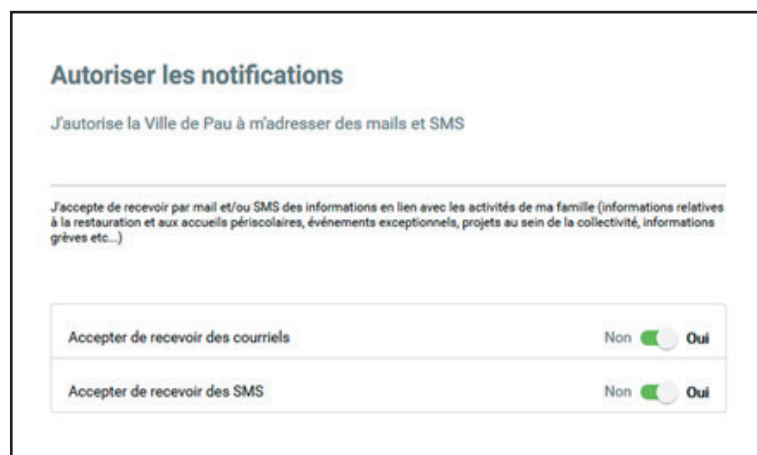 Autoriser les notifications
J'autorise la Ville de Pau à m'adresser des mails et SMS
J'accepte de recevoir par mail et/ou SMS des informations en lien avec les activités de ma famille (informations relatives
à la restauration et aux accueils périscolaires, événements exceptionnels, projets au sein de la collectivité, informations
grèves etc...)
Accepter de recevoir des courriels Non Oui
Accepter de recevoir des SMS Non Oui